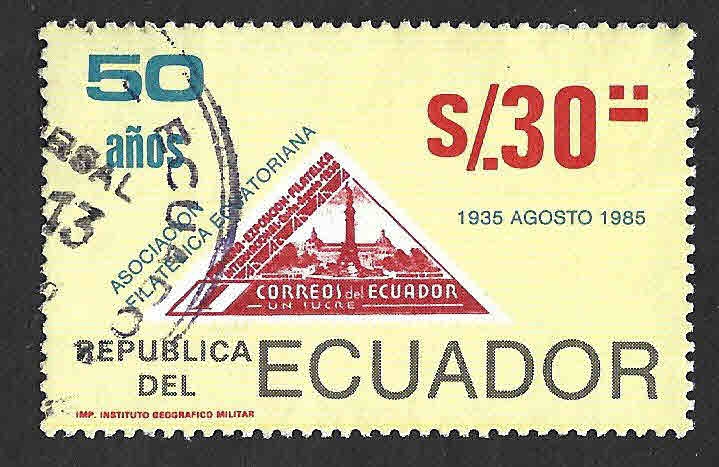 50
años
S/.30
1935 AGOSTO 1985
ASOCIACION
FILATELICA ECUATORIANA
CORREOS del ECUADOR
UN SUCRE
REPUBLICA
DEL
ECUADOR
IMP. INSTITUTO GEOGRAFICO MILITAR
13